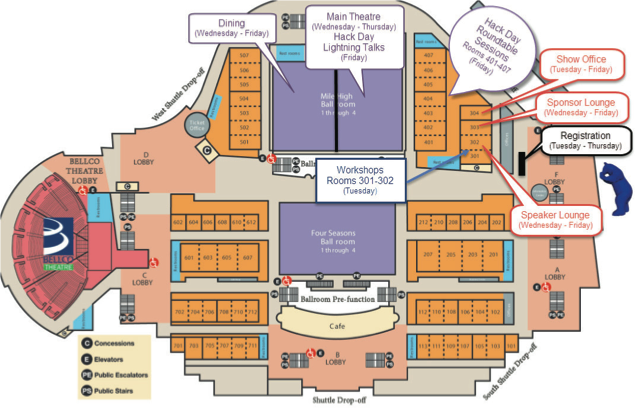 Dining
(Wednesday - Friday)
Main Theatre
(Wednesday - Thursday)
Hack Day
Lightning Talks
(Friday)
Hack Day
Roundtable
Sessions
Rooms 401-407
(Friday)
Show Office
(Tuesday - Friday)
Sponsor Lounge
(Wednesday - Friday)
Registration
(Tuesday - Thursday)
Speaker Lounge
(Wednesday - Friday)
Workshops
Rooms 301-302
(Tuesday)
West Shuttle Drop-off
Ticket
Office
Mile High
Ball room
1 through 4
507
506
505
504
503
502
501
407
406
405
404
403
402
401
304
303
302
301
D
LOBBY
BELLCO
THEATRE
LOBBY
BELLCO
THEATRE
C
LOBBY
F
LOBBY
A
LOBBY
B
LOBBY
Four Seasons
Ball room
1 through 4
602
604
606
608
610
612
601
603
605
607
702
704
706
708
710
712
701
703
705
707
709
711
212
210
208
206
204
202
207
205
203
201
112
110
108
106
104
102
113
111
109
107
105
103
101
Ballroom Pre-function
Cafe
South Shuttle Drop-off
Shuttle Drop-off
C Concessions
E Elevators
PE Public Escalators
PS Public Stairs